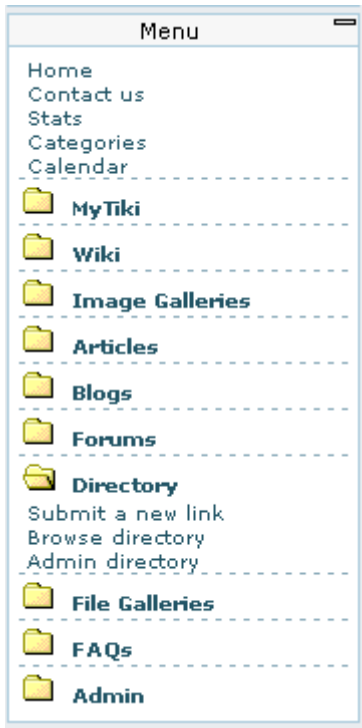 Menu
Home
Contact us
Stats
Categories
Calendar
MyTiki
Wiki
Image Galleries
Articles
Blogs
Forums
Directory
Submit a new link
Browse directory
Admin directory
File Galleries
FAQs
Admin